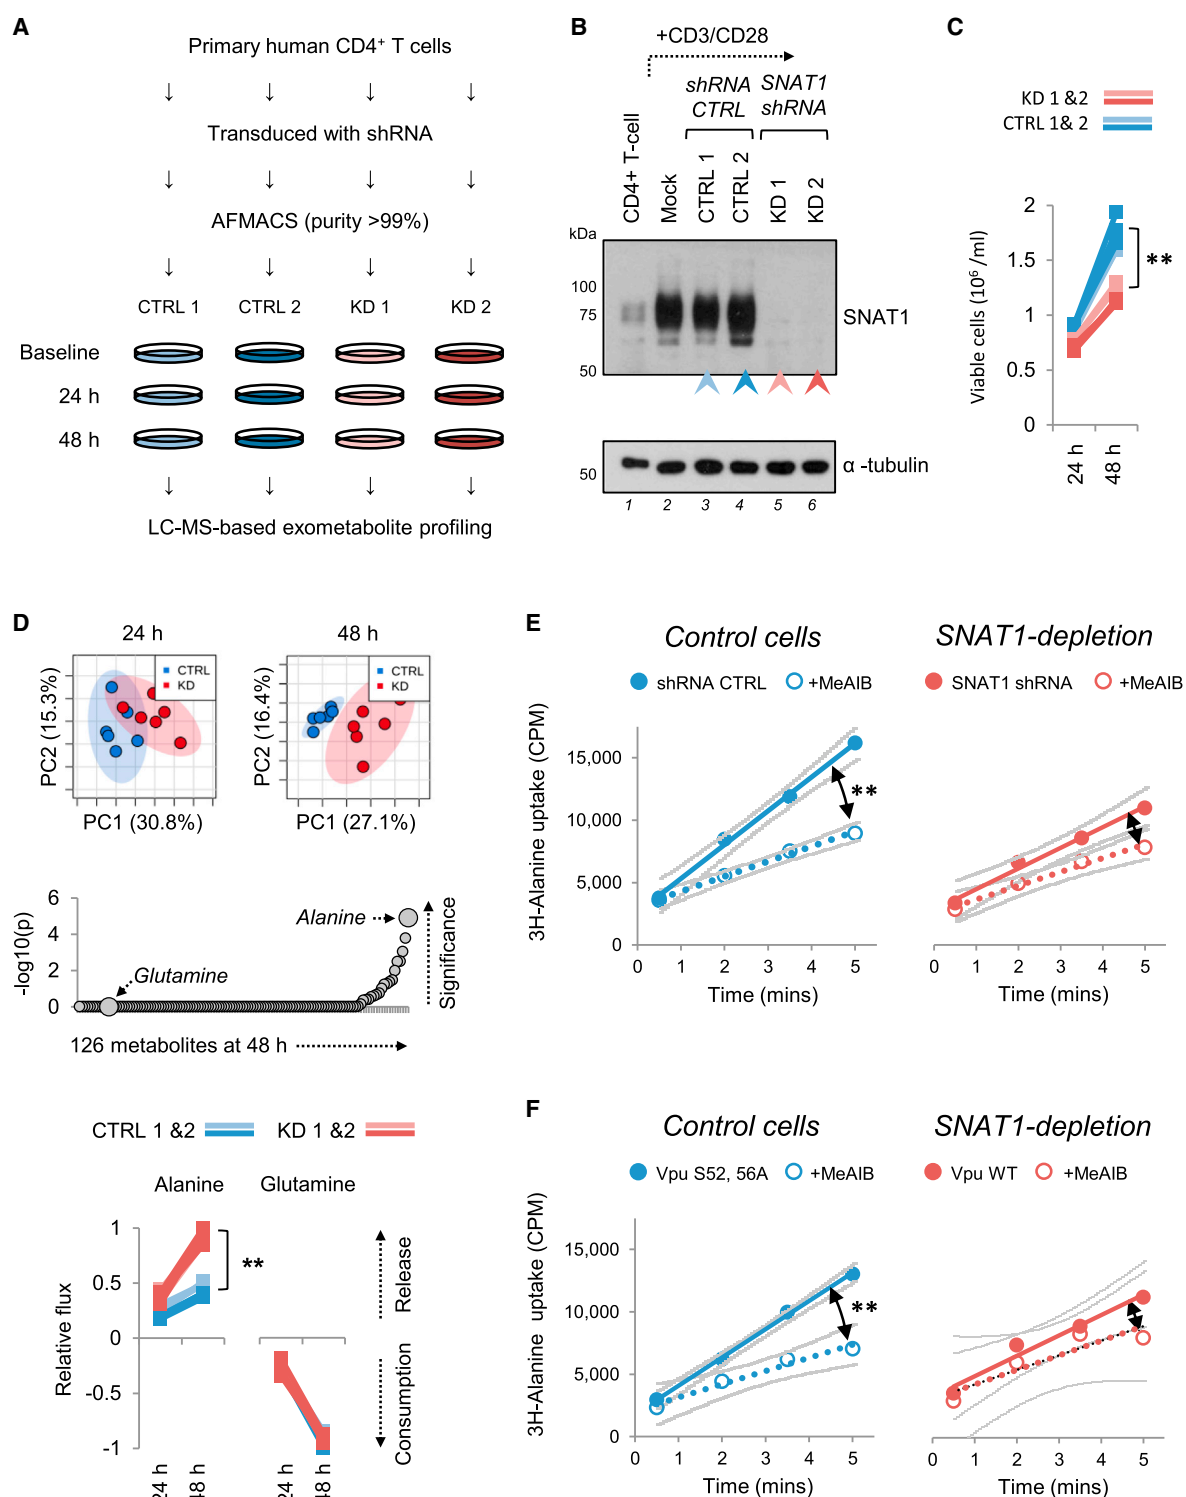 A
Primary human CD4+ T cells
↓ ↓ ↓ ↓
Transduced with shRNA
↓ ↓ ↓ ↓
AFMACS (purity >99%)
↓ ↓ ↓ ↓
CTRL 1 CTRL 2 KD 1 KD 2
Baseline
24 h
48 h
↓ ↓ ↓ ↓
LC-MS-based exometabolite profiling
B
+CD3/CD28
shRNA CTRL
SNAT1 shRNA
CD4+ T-cell
Mock
CTRL 1
CTRL 2
KD 1
KD 2
kDa
100
75
50
SNAT1
50
α -tubulin
1 2 3 4 5 6
C
KD 1 &2
CTRL 1& 2
Viable cells (10⁶ /ml)
2
1.5
1
0.5
0
**
24 h
48 h
D
24 h
CTRL
KD
PC2 (15.3%)
PC1 (30.8%)
48 h
CTRL
KD
PC2 (16.4%)
PC1 (27.1%)
-log10(p)
6
4
2
0
Alanine
Glutamine
Significance
126 metabolites at 48 h
CTRL 1 &2 KD 1 &2
Alanine Glutamine
Relative flux
1
0.5
0
-0.5
-1
**
Release
Consumption
24 h
48 h
24 h
48 h
E
Control cells
shRNA CTRL +MeAIB
3H-Alanine uptake (CPM)
15,000
10,000
5,000
0
**
0 1 2 3 4 5
Time (mins)
SNAT1-depletion
SNAT1 shRNA +MeAIB
0 1 2 3 4 5
Time (mins)
F
Control cells
Vpu S52, 56A +MeAIB
3H-Alanine uptake (CPM)
15,000
10,000
5,000
0
**
0 1 2 3 4 5
Time (mins)
SNAT1-depletion
Vpu WT +MeAIB
0 1 2 3 4 5
Time (mins)